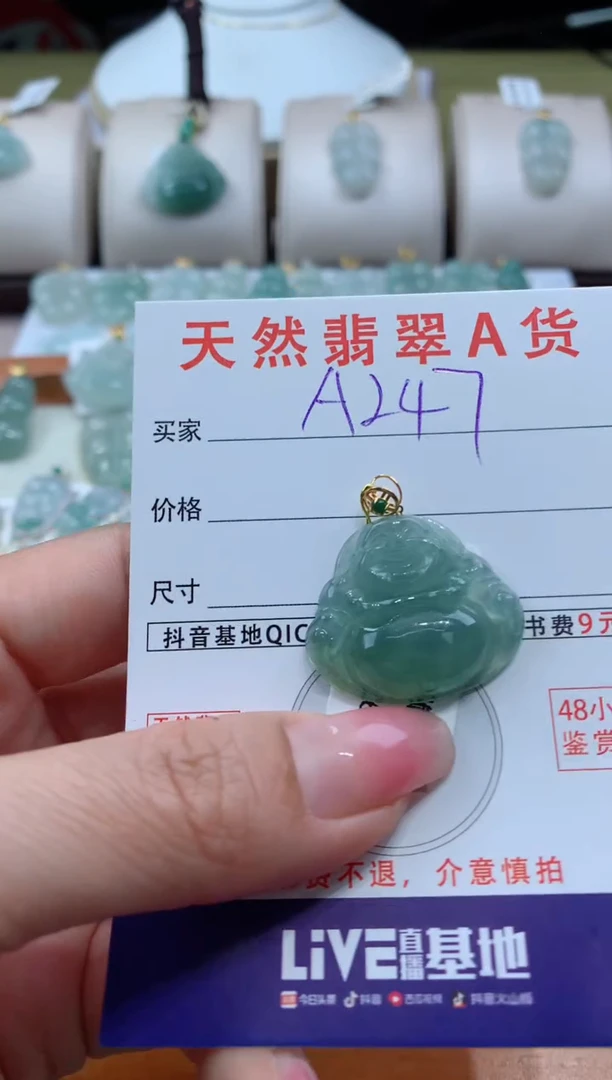 天然翡翠A货
买家 A247
价格
尺寸
抖音基地QIC
书费9元
48小
鉴赏
不退，介意慎拍
LiVE直播基地
今日头条 抖音 西瓜视频 抖音火山版